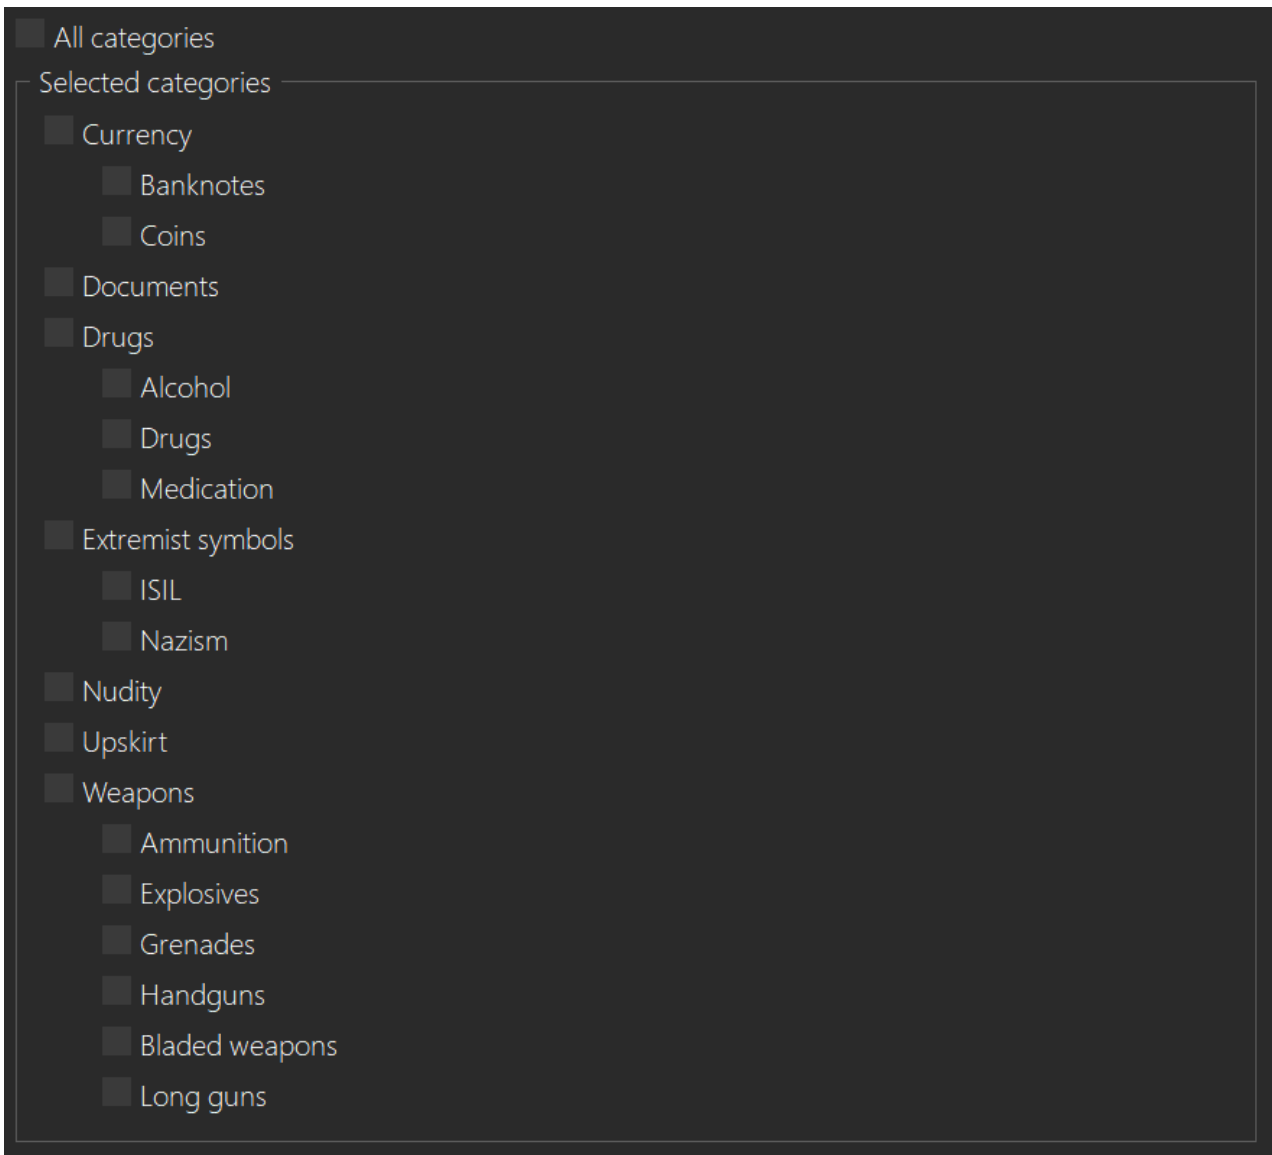 All categories
Selected categories
Currency
Banknotes
Coins
Documents
Drugs
Alcohol
Drugs
Medication
Extremist symbols
ISIL
Nazism
Nudity
Upskirt
Weapons
Ammunition
Explosives
Grenades
Handguns
Bladed weapons
Long guns